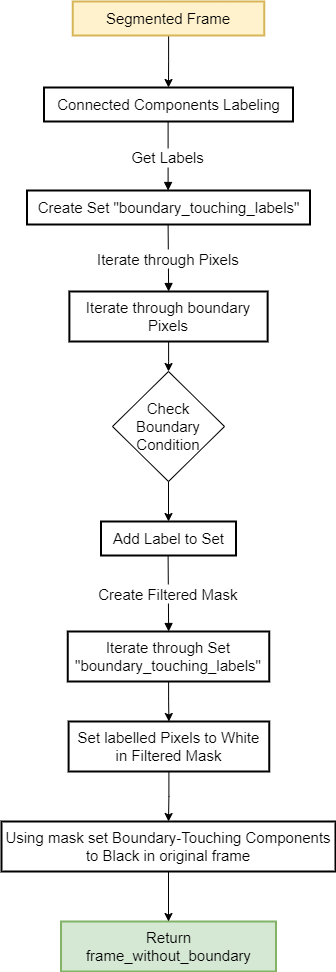 Segmented Frame
Connected Components Labeling
Get Labels
Create Set "boundary_touching_labels"
Iterate through Pixels
Iterate through boundary
Pixels
Check
Boundary
Condition
Add Label to Set
Create Filtered Mask
Iterate through Set
"boundary_touching_labels"
Set labelled Pixels to White
in Filtered Mask
Using mask set Boundary-Touching Components
to Black in original frame
Return
frame_without_boundary